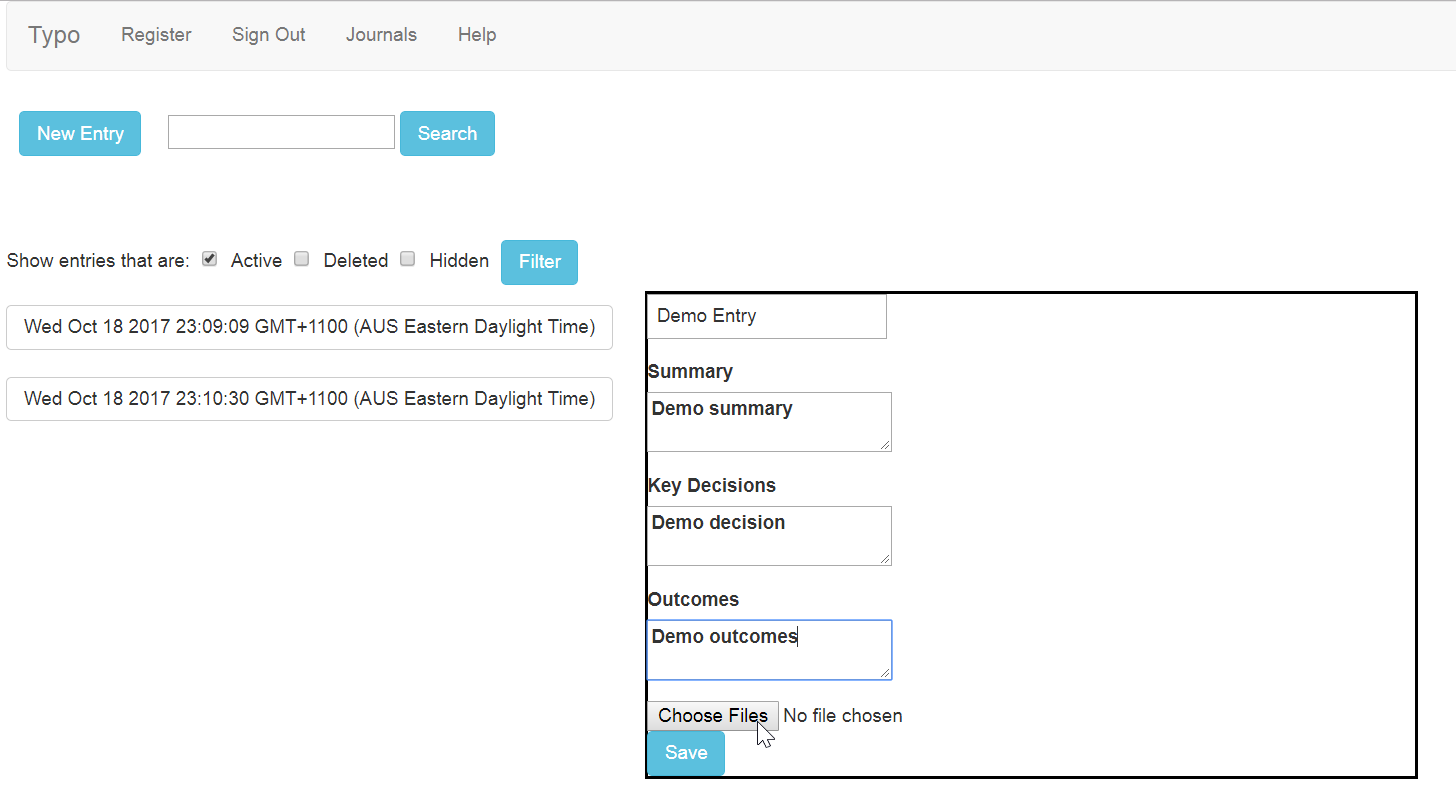 Typo Register Sign Out Journals Help
New Entry Search
Show entries that are: Active Deleted Hidden Filter
Wed Oct 18 2017 23:09:09 GMT+1100 (AUS Eastern Daylight Time)
Wed Oct 18 2017 23:10:30 GMT+1100 (AUS Eastern Daylight Time)
Demo Entry
Summary
Demo summary
Key Decisions
Demo decision
Outcomes
Demo outcomes
Choose Files No file chosen
Save